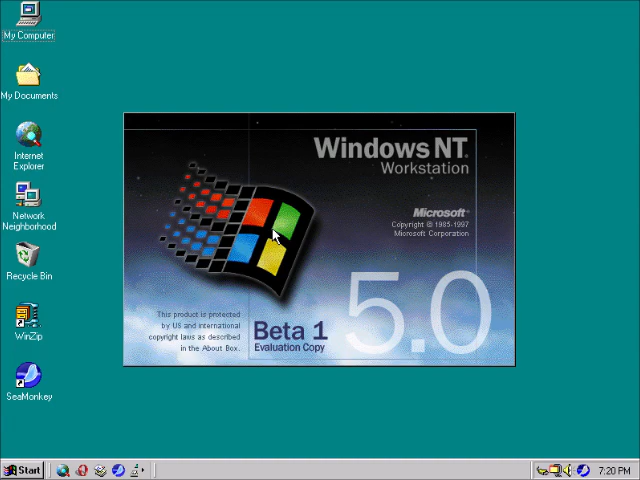 My Computer
My Documents
Internet
Explorer
Network
Neighborhood
Recycle Bin
WinZip
SeaMonkey
Windows NT
Workstation
Microsoft
Copyright © 1985-1997
Microsoft Corporation
This product is protected
by US and international
copyright laws as described
in the About Box.
Beta 1
Evaluation Copy
5.0
Start
7:20 PM